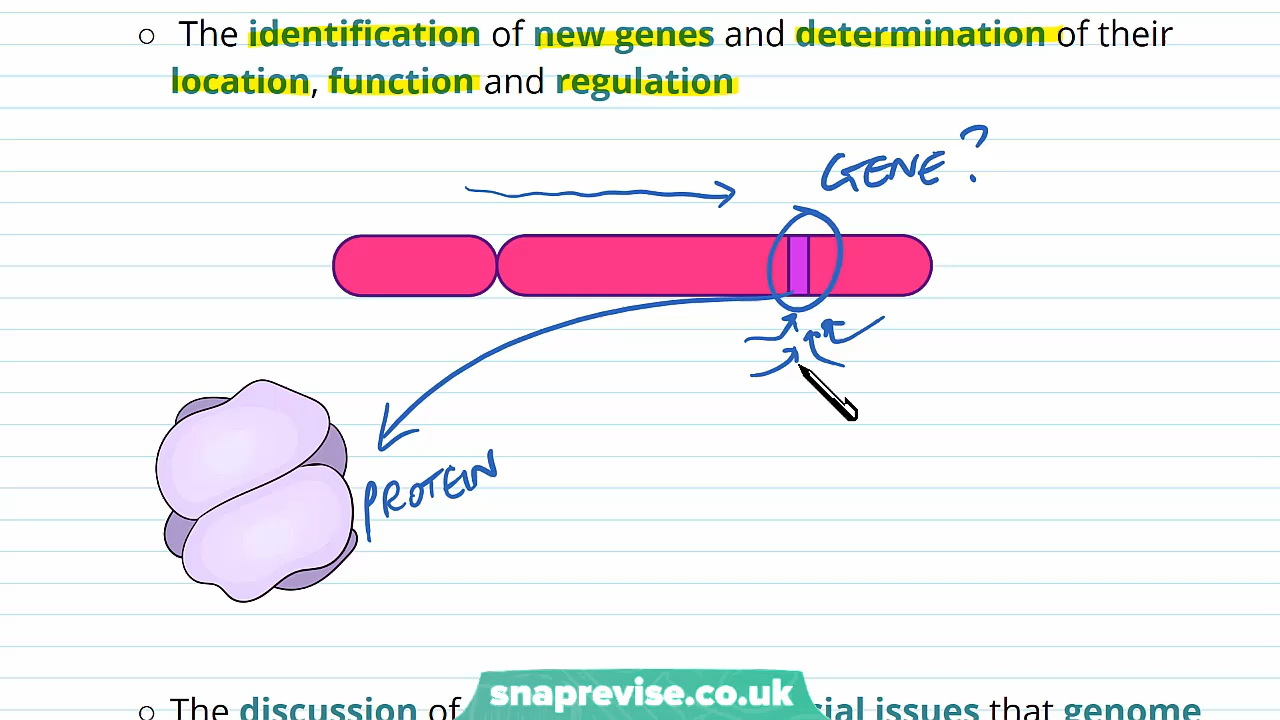 The identification of new genes and determination of their
location, function and regulation
GENE?
PROTEIN
snaprevise.co.uk
The discussion of cial issues that genome